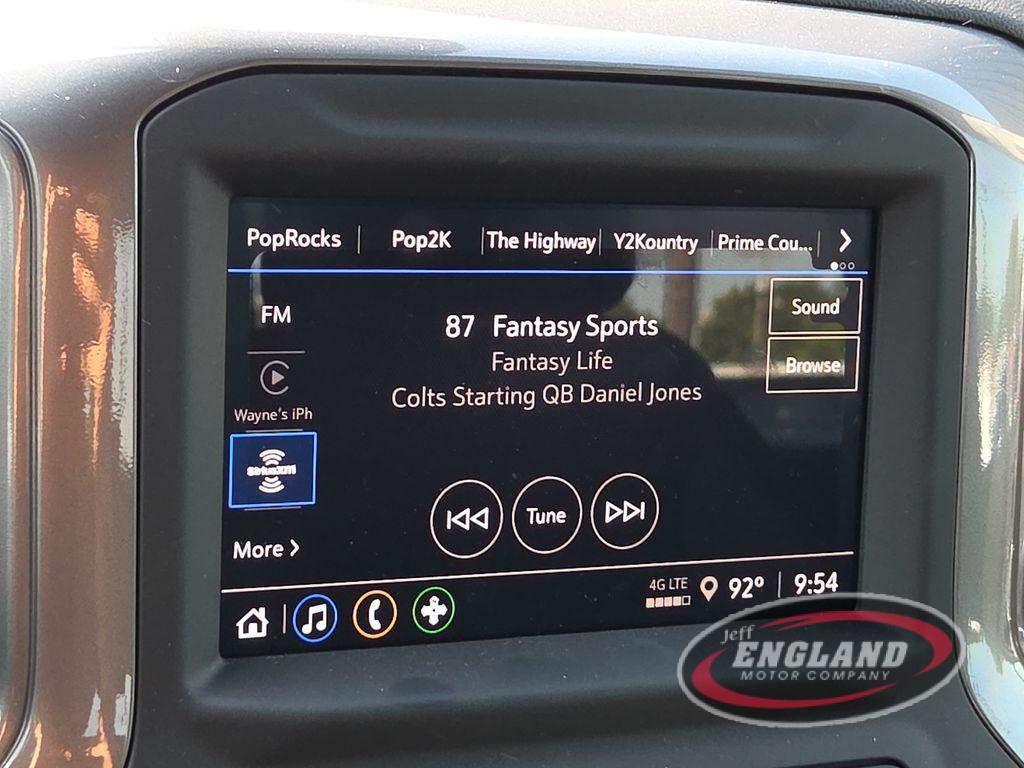 PopRocks Pop2K The Highway Y2Kountry Prime Cou...
FM
Sound
87 Fantasy Sports
Fantasy Life
Browse
Colts Starting QB Daniel Jones
Wayne's iPh
SiriusXM
Tune
More
4G LTE 92° 9:54
Jeff
ENGLAND
MOTOR COMPANY